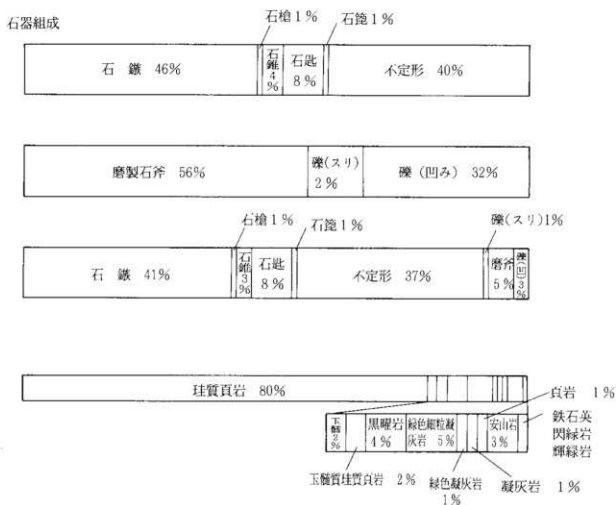 石器組成
石槍1% 石箆1%
石鏃 46% 石錐4% 石匙8% 不定形 40%
磨製石斧 56% 礫(スリ)2% 礫(凹み) 32%
石槍1% 石箆1% 礫(スリ)1%
石鏃 41% 石錐3% 石匙8% 不定形 37% 磨斧5% 礫(凹)3%
珪質頁岩 80%
頁岩 1%
玉髄2% 黒曜岩4% 緑色細粒凝灰岩 5% 安山岩3%
鉄石英
閃緑岩
輝緑岩
玉髄質珪質頁岩 2% 緑色凝灰岩1% 凝灰岩 1%